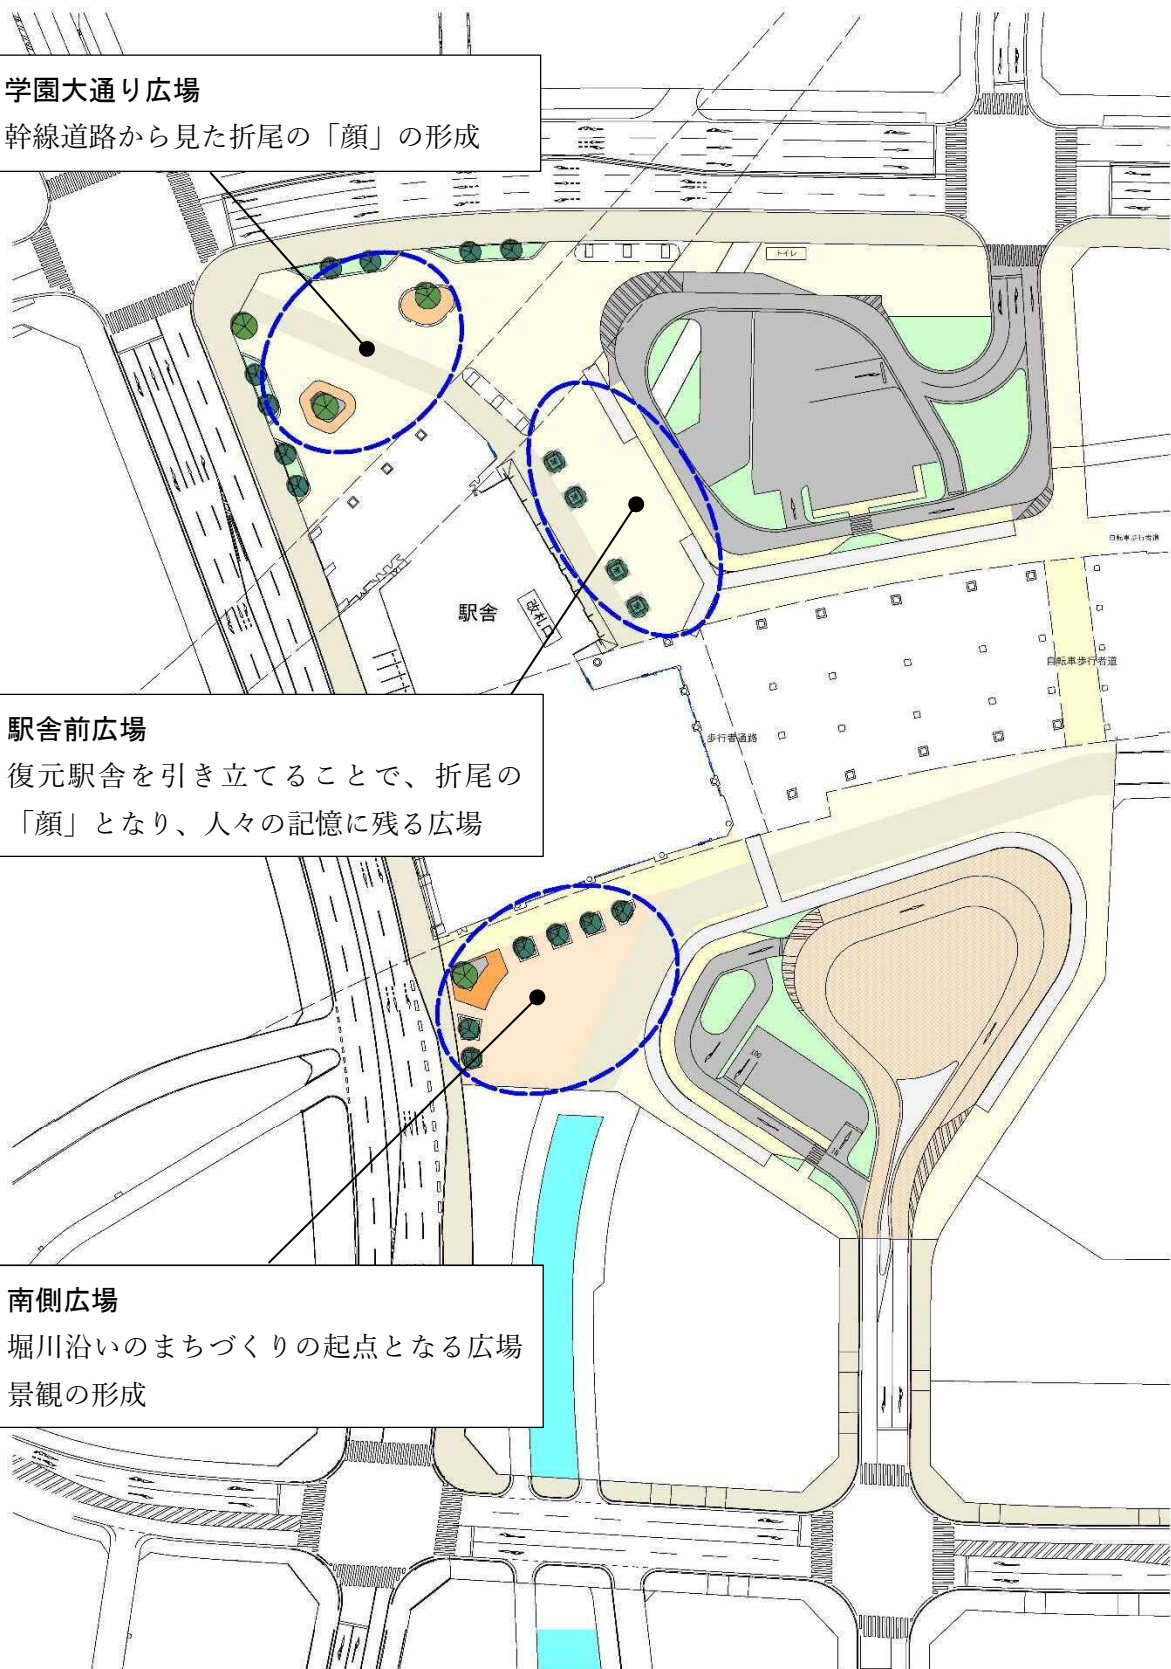 学園大通り広場
幹線道路から見た折尾の「顔」の形成
トイレ
自転車歩行者道
駅舎
改札口
自転車歩行者道
歩行者通路
駅舎前広場
復元駅舎を引き立てることで、折尾の
「顔」となり、人々の記憶に残る広場
南側広場
堀川沿いのまちづくりの起点となる広場
景観の形成